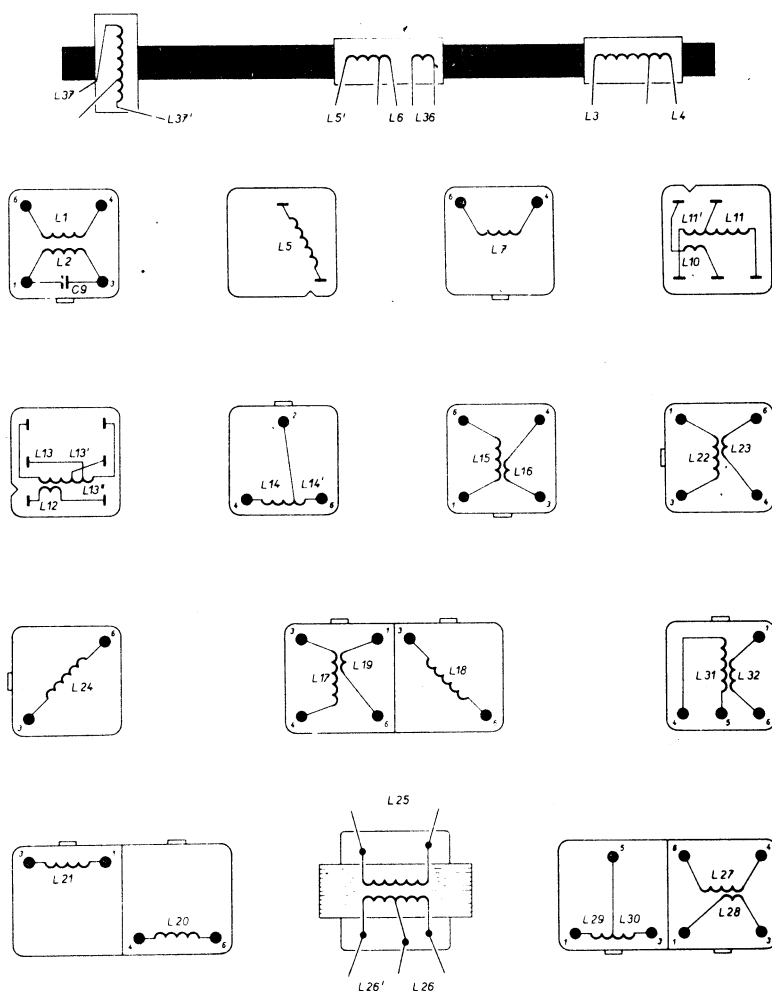 L37
L37'
L5' L6 L36
L3 L4
6 4
L1
L2
1 C9 3
L5
6 4
L7
L11' L11
L10
L13 L13'
L13"
L12
2
L14 L14'
4 6
6 4
L15 L16
1 3
1 6
L22 L23
3 4
6
L24
3
3 1 3
L17 L19 L18
4 6
1
L31 L32
4 5 6
3 1
L21
L20
4 6
L25
L26' L26
5 6 4
L27
L29 L30 L28
1 3 1 3